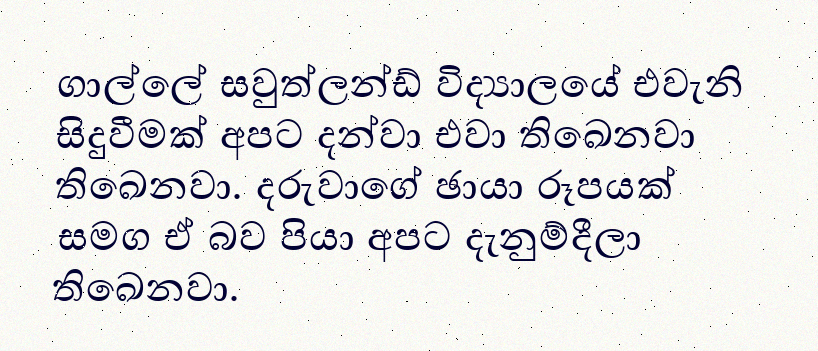 ගාල්ලේ සවුත්ලන්ඩ් විද්‍යාලයේ එවැනි
සිදුවීමක් අපට දන්වා එවා තිඛෙනවා
තිඛෙනවා. දරුවාගේ ඡායා රූපයක්
සමග ඒ බව පියා අපට දැනුම්දීලා
තිඛෙනවා.